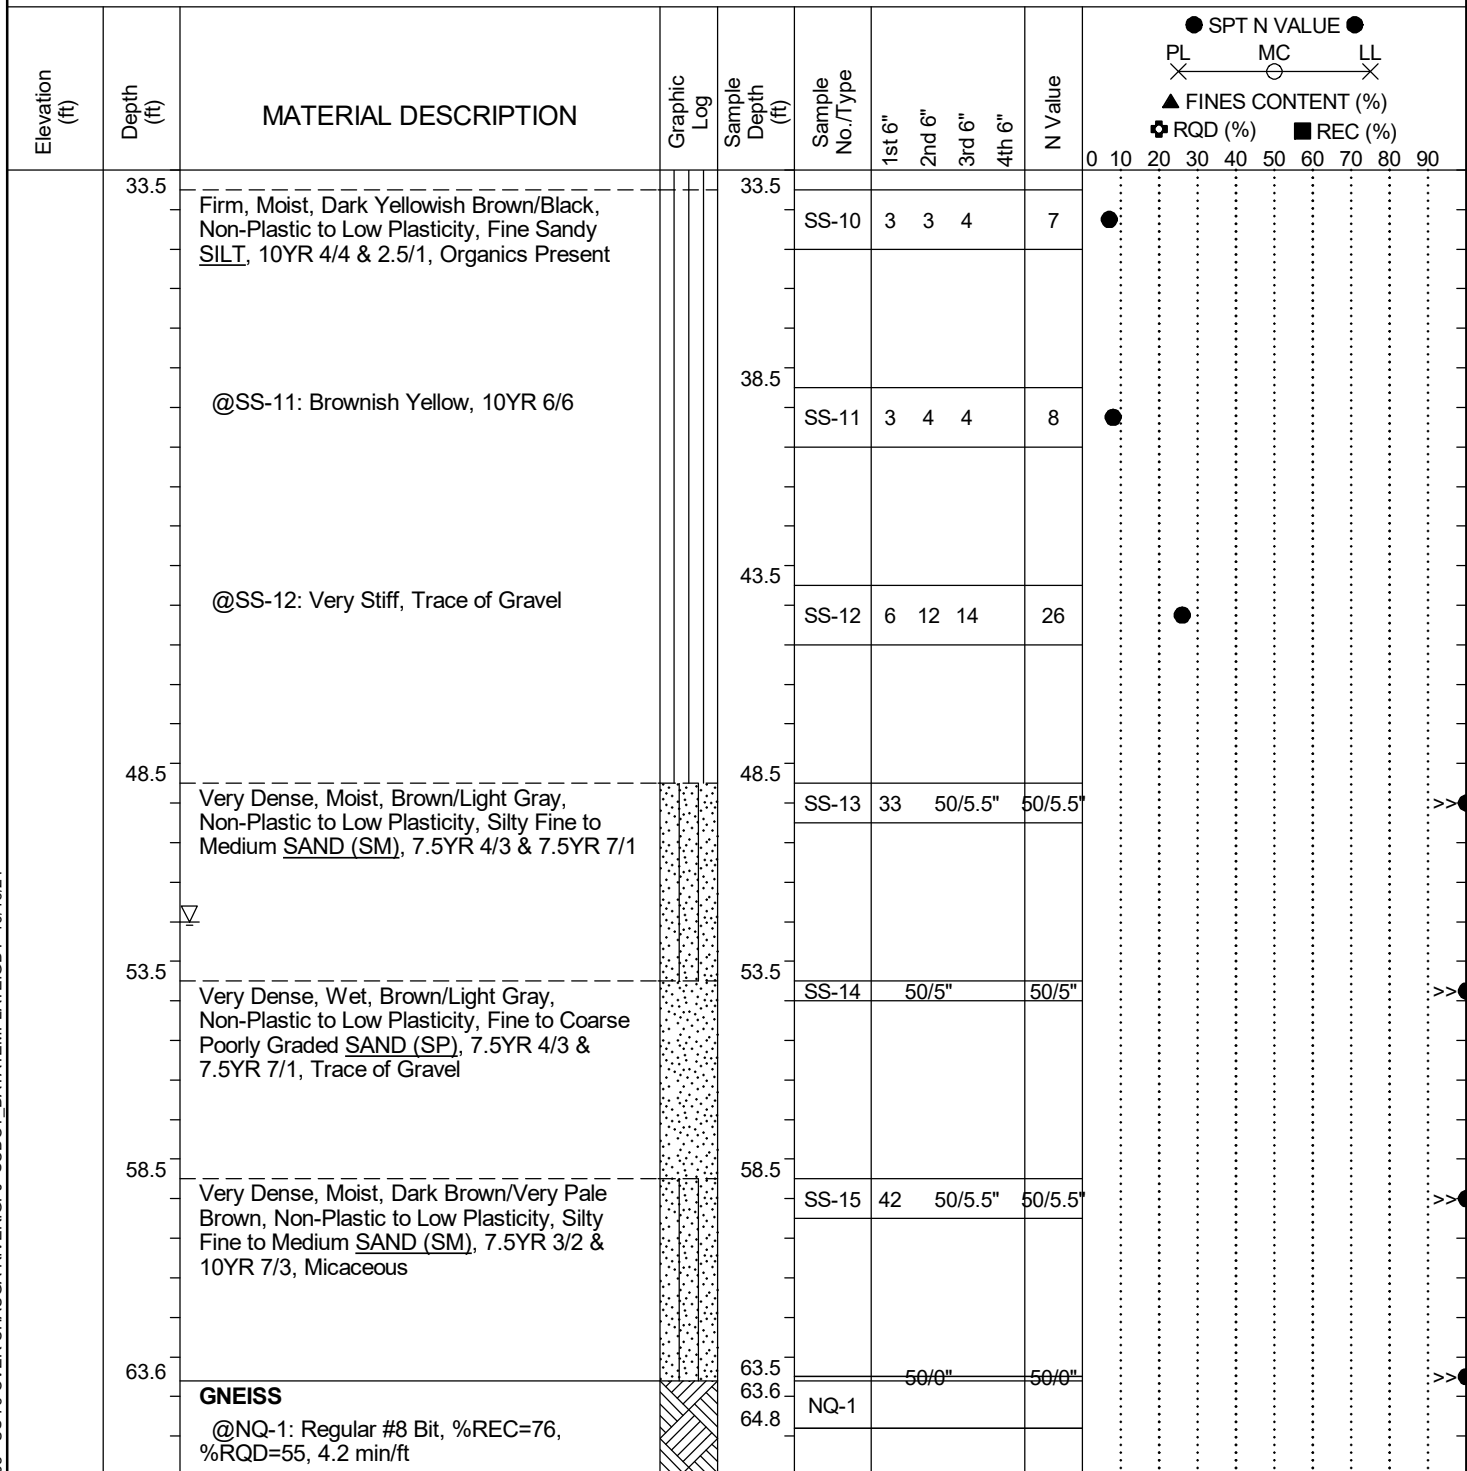 ● SPT N VALUE ●
PL MC LL
▲ FINES CONTENT (%)
RQD (%) ■ REC (%)
Elevation (ft)
Depth (ft)
MATERIAL DESCRIPTION
Graphic Log
Sample Depth (ft)
Sample No./Type
1st 6"
2nd 6"
3rd 6"
4th 6"
N Value
0 10 20 30 40 50 60 70 80 90
33.5 33.5
Firm, Moist, Dark Yellowish Brown/Black,
Non-Plastic to Low Plasticity, Fine Sandy
SILT, 10YR 4/4 & 2.5/1, Organics Present
SS-10 3 3 4 7
38.5
@SS-11: Brownish Yellow, 10YR 6/6
SS-11 3 4 4 8
43.5
@SS-12: Very Stiff, Trace of Gravel
SS-12 6 12 14 26
48.5 48.5
Very Dense, Moist, Brown/Light Gray,
Non-Plastic to Low Plasticity, Silty Fine to
Medium SAND (SM), 7.5YR 4/3 & 7.5YR 7/1
SS-13 33 50/5.5" 50/5.5" >>
53.5 53.5
Very Dense, Wet, Brown/Light Gray,
Non-Plastic to Low Plasticity, Fine to Coarse
Poorly Graded SAND (SP), 7.5YR 4/3 &
7.5YR 7/1, Trace of Gravel
SS-14 50/5" 50/5" >>
58.5 58.5
Very Dense, Moist, Dark Brown/Very Pale
Brown, Non-Plastic to Low Plasticity, Silty
Fine to Medium SAND (SM), 7.5YR 3/2 &
10YR 7/3, Micaceous
SS-15 42 50/5.5" 50/5.5" >>
63.6 63.5
50/0" 50/0" >>
63.6
64.8
NQ-1
GNEISS
@NQ-1: Regular #8 Bit, %REC=76,
%RQD=55, 4.2 min/ft